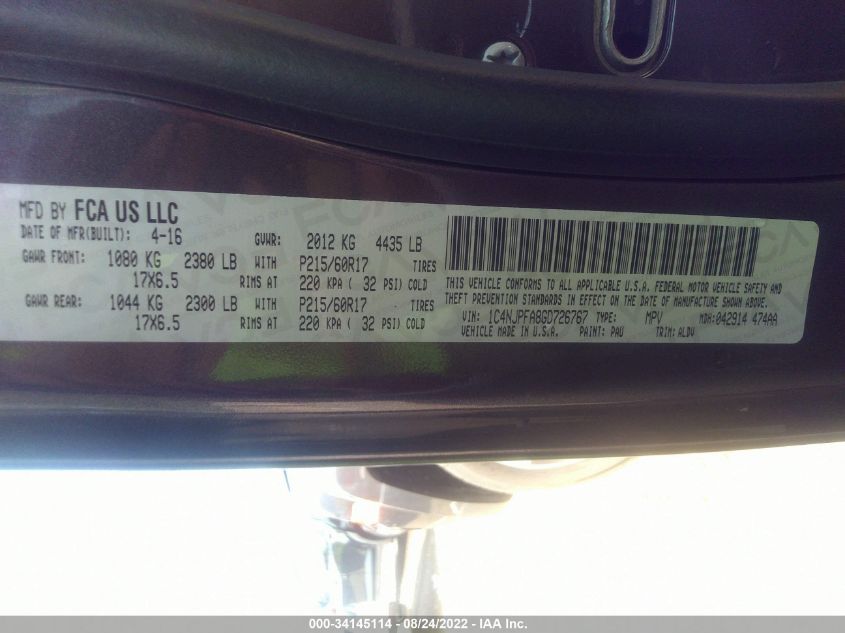 MFD BY FCA US LLC
DATE OF MFR(BUILT): 4-16 GVWR: 2012 KG 4435 LB
GAWR FRONT: 1080 KG 2380 LB WITH P215/60R17 TIRES
17X6.5 RIMS AT 220 KPA ( 32 PSI) COLD
GAWR REAR: 1044 KG 2300 LB WITH P215/60R17 TIRES
17X6.5 RIMS AT 220 KPA ( 32 PSI) COLD
THIS VEHICLE CONFORMS TO ALL APPLICABLE U.S.A. FEDERAL MOTOR VEHICLE SAFETY AND
THEFT PREVENTION STANDARDS IN EFFECT ON THE DATE OF MANUFACTURE SHOWN ABOVE.
VIN: 1C4NJPFA8GD726767 TYPE: MPV MDH:042914 474AA
VEHICLE MADE IN U.S.A. PAINT: PAU TRIM: ALDV
000-34145114 - 08/24/2022 - IAA Inc.